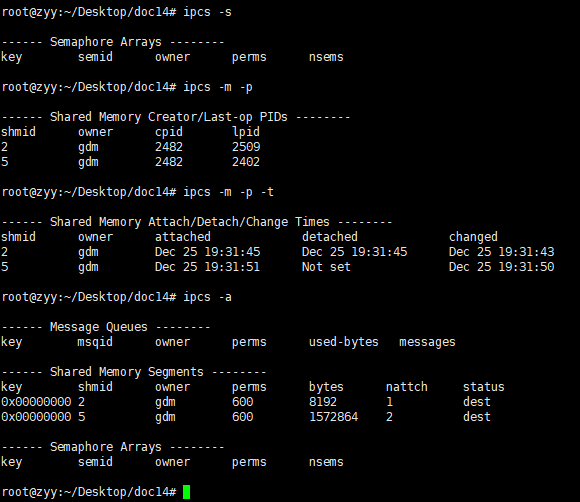 root@zyy:~/Desktop/doc14# ipcs -s
------ Semaphore Arrays --------
key        semid      owner      perms      nsems
root@zyy:~/Desktop/doc14# ipcs -m -p
------ Shared Memory Creator/Last-op PIDs --------
shmid      owner      cpid       lpid
2          gdm        2482       2509
5          gdm        2482       2402
root@zyy:~/Desktop/doc14# ipcs -m -p -t
------ Shared Memory Attach/Detach/Change Times --------
shmid      owner      attached             detached             changed
2          gdm        Dec 25 19:31:45      Dec 25 19:31:45      Dec 25 19:31:43
5          gdm        Dec 25 19:31:51      Not set              Dec 25 19:31:50
root@zyy:~/Desktop/doc14# ipcs -a
------ Message Queues --------
key        msqid      owner      perms      used-bytes   messages
------ Shared Memory Segments --------
key        shmid      owner      perms      bytes      nattch     status
0x00000000 2          gdm        600        8192       1          dest
0x00000000 5          gdm        600        1572864    2          dest
------ Semaphore Arrays --------
key        semid      owner      perms      nsems
root@zyy:~/Desktop/doc14#